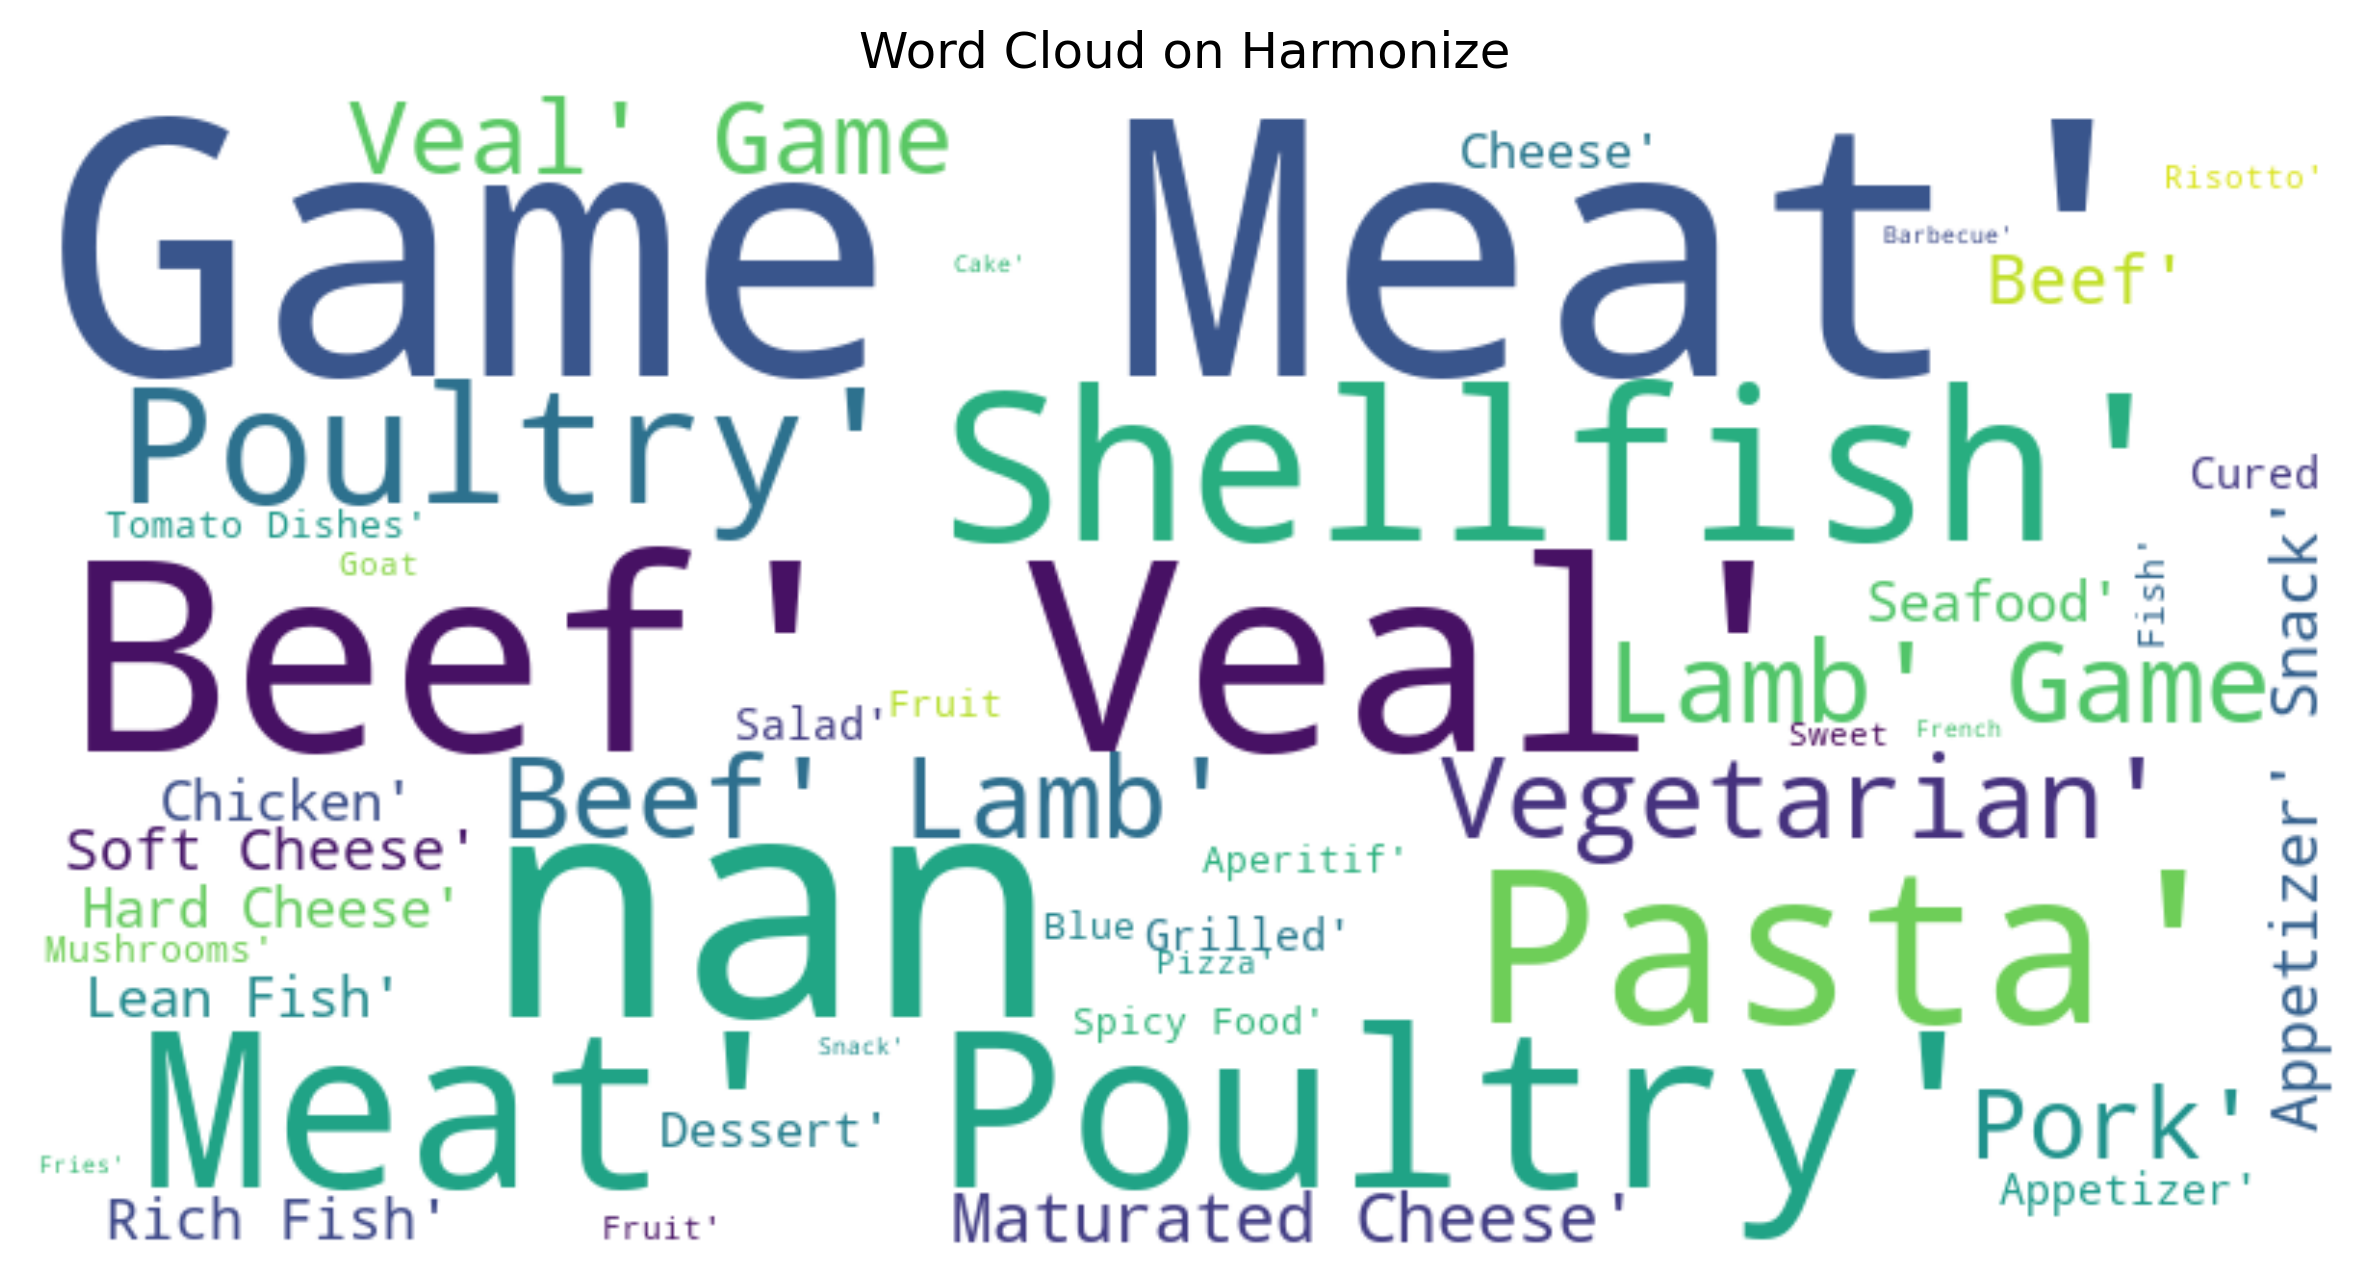 Word Cloud on Harmonize
Veal' Game
Game Meat'
Cheese'
Risotto'
Barbecue'
Cake'
Beef'
Poultry'
Shellfish'
Cured
Tomato Dishes'
Goat
Beef' Veal'
Seafood'
Fish'
Appetizer' Snack'
Lamb' Game
Salad'
Fruit
Sweet
French
Chicken'
Beef' Lamb'
Vegetarian'
Soft Cheese'
nan
Aperitif'
Hard Cheese'
Blue
Grilled'
Pasta'
Mushrooms'
Pizza'
Lean Fish'
Spicy Food'
Meat' Poultry'
Snack'
Dessert'
Pork'
Fries'
Appetizer'
Rich Fish'
Fruit'
Maturated Cheese'